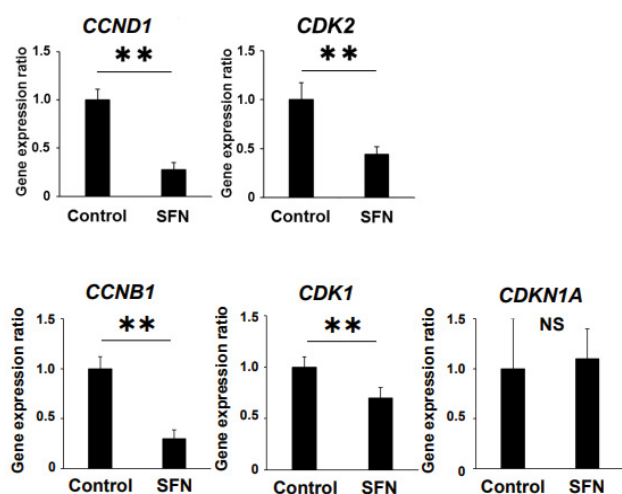 CCND1
**
Gene expression ratio
1.5
1.0
0.5
0
Control SFN
CDK2
**
Gene expression ratio
1.5
1.0
0.5
0
Control SFN
CCNB1
**
Gene expression ratio
1.5
1.0
0.5
0
Control SFN
CDK1
**
Gene expression ratio
1.5
1.0
0.5
0
Control SFN
CDKN1A
NS
Gene expression ratio
1.5
1.0
0.5
0
Control SFN